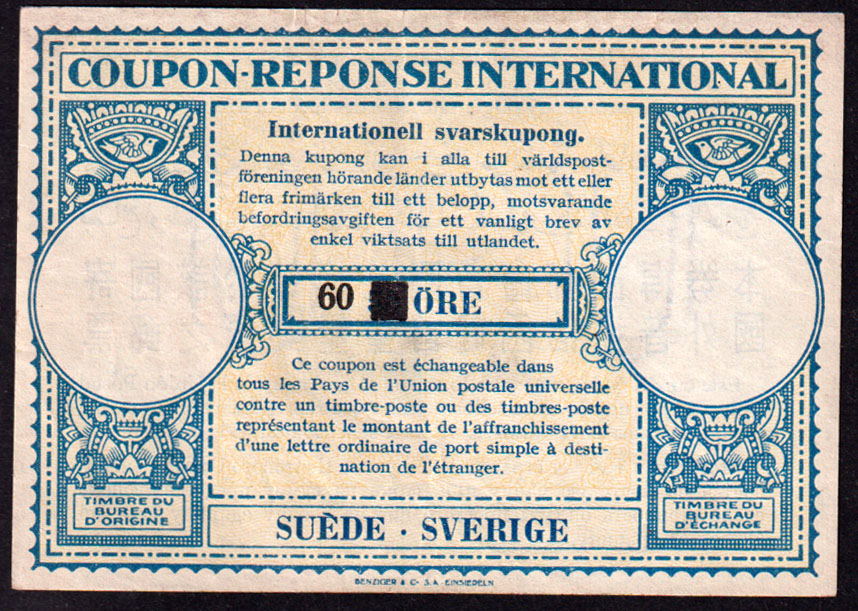 COUPON-REPONSE INTERNATIONAL
Internationell svarskupong.
Denna kupong kan i alla till världspost-
föreningen hörande länder utbytas mot ett eller
flera frimärken till ett belopp, motsvarande
befordringsavgiften för ett vanligt brev av
enkel viktsats till utlandet.
60 ÖRE
Ce coupon est échangeable dans
tous les Pays de l'Union postale universelle
contre un timbre-poste ou des timbres-poste
représentant le montant de l'affranchissement
d'une lettre ordinaire de port simple à desti-
nation de l'étranger.
TIMBRE DU
BUREAU
D'ORIGINE
TIMBRE DU
BUREAU
D'ÉCHANGE
SUÈDE · SVERIGE
BENZIGER & Co S.A. EINSIEDELN